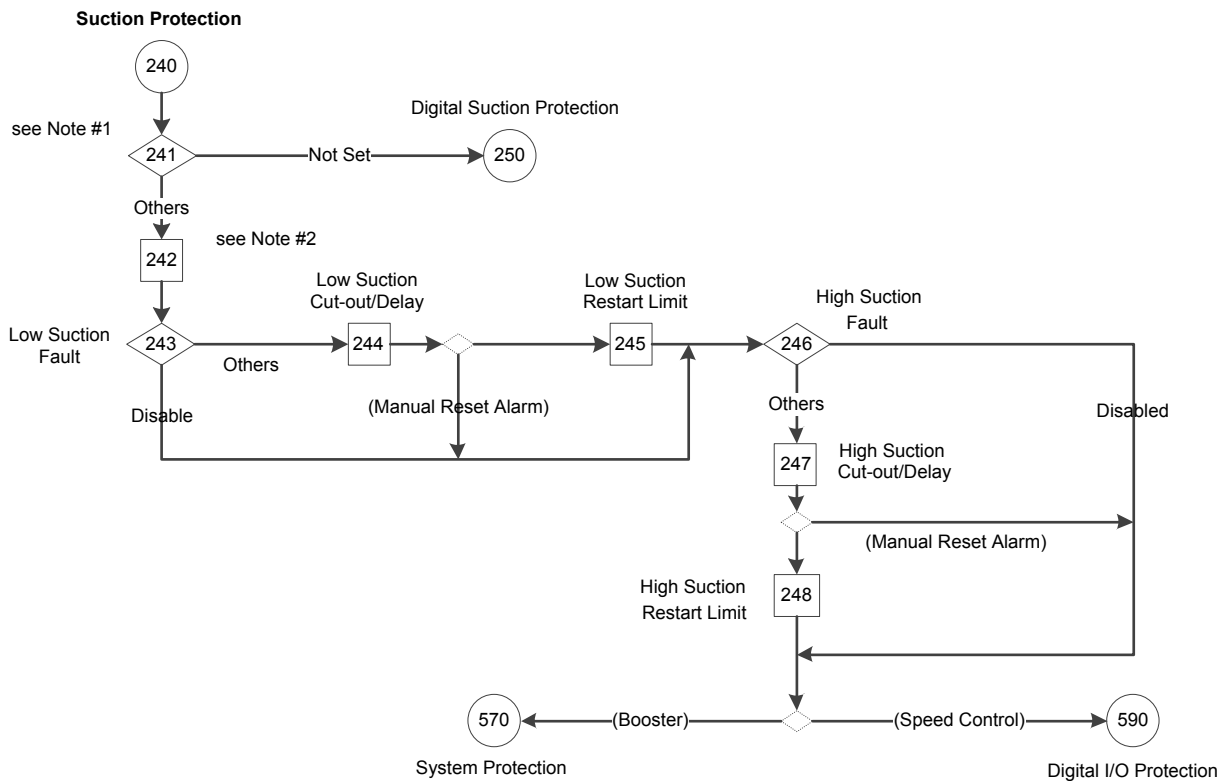 Suction Protection
240
Digital Suction Protection
see Note #1
241
Not Set
250
Others
see Note #2
242
Low Suction
Cut-out/Delay
Low Suction
Restart Limit
High Suction
Fault
Low Suction
Fault
243
Others
244
245
246
Disable
(Manual Reset Alarm)
Others
Disabled
247
High Suction
Cut-out/Delay
(Manual Reset Alarm)
High Suction
Restart Limit
248
570
(Booster)
(Speed Control)
590
System Protection
Digital I/O Protection